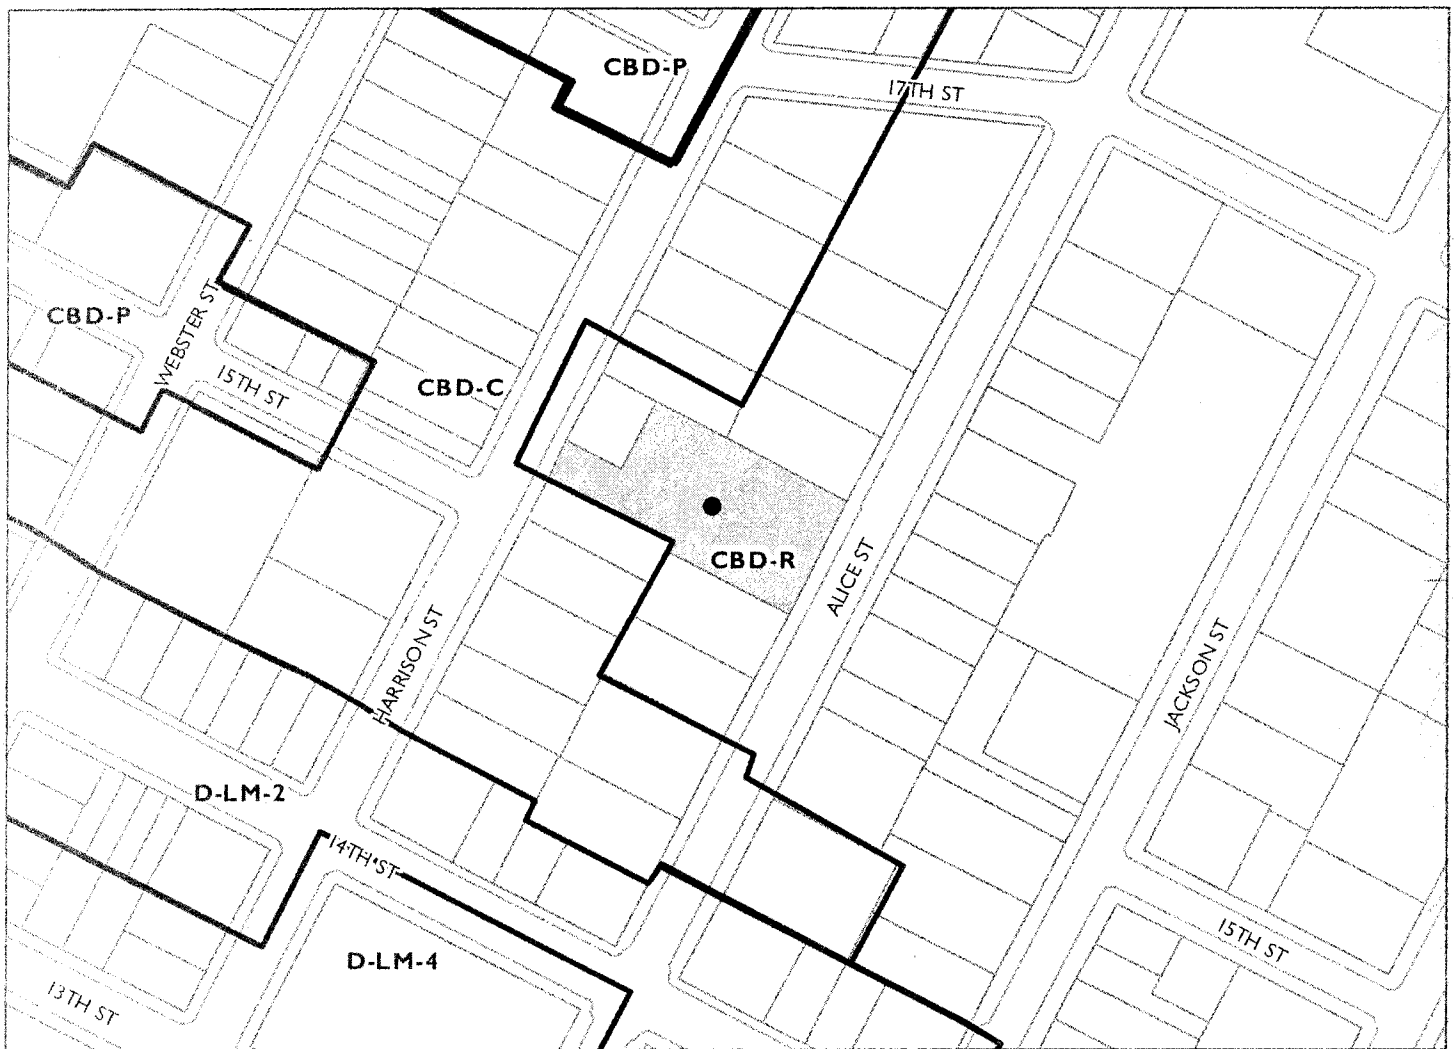 CBD-P
17TH ST
CBD-P
WEBSTER ST
15TH ST
CBD-C
CBD-R
ALICE ST
HARRISON ST
JACKSON ST
D-LM-2
14TH ST
15TH ST
D-LM-4
13TH ST